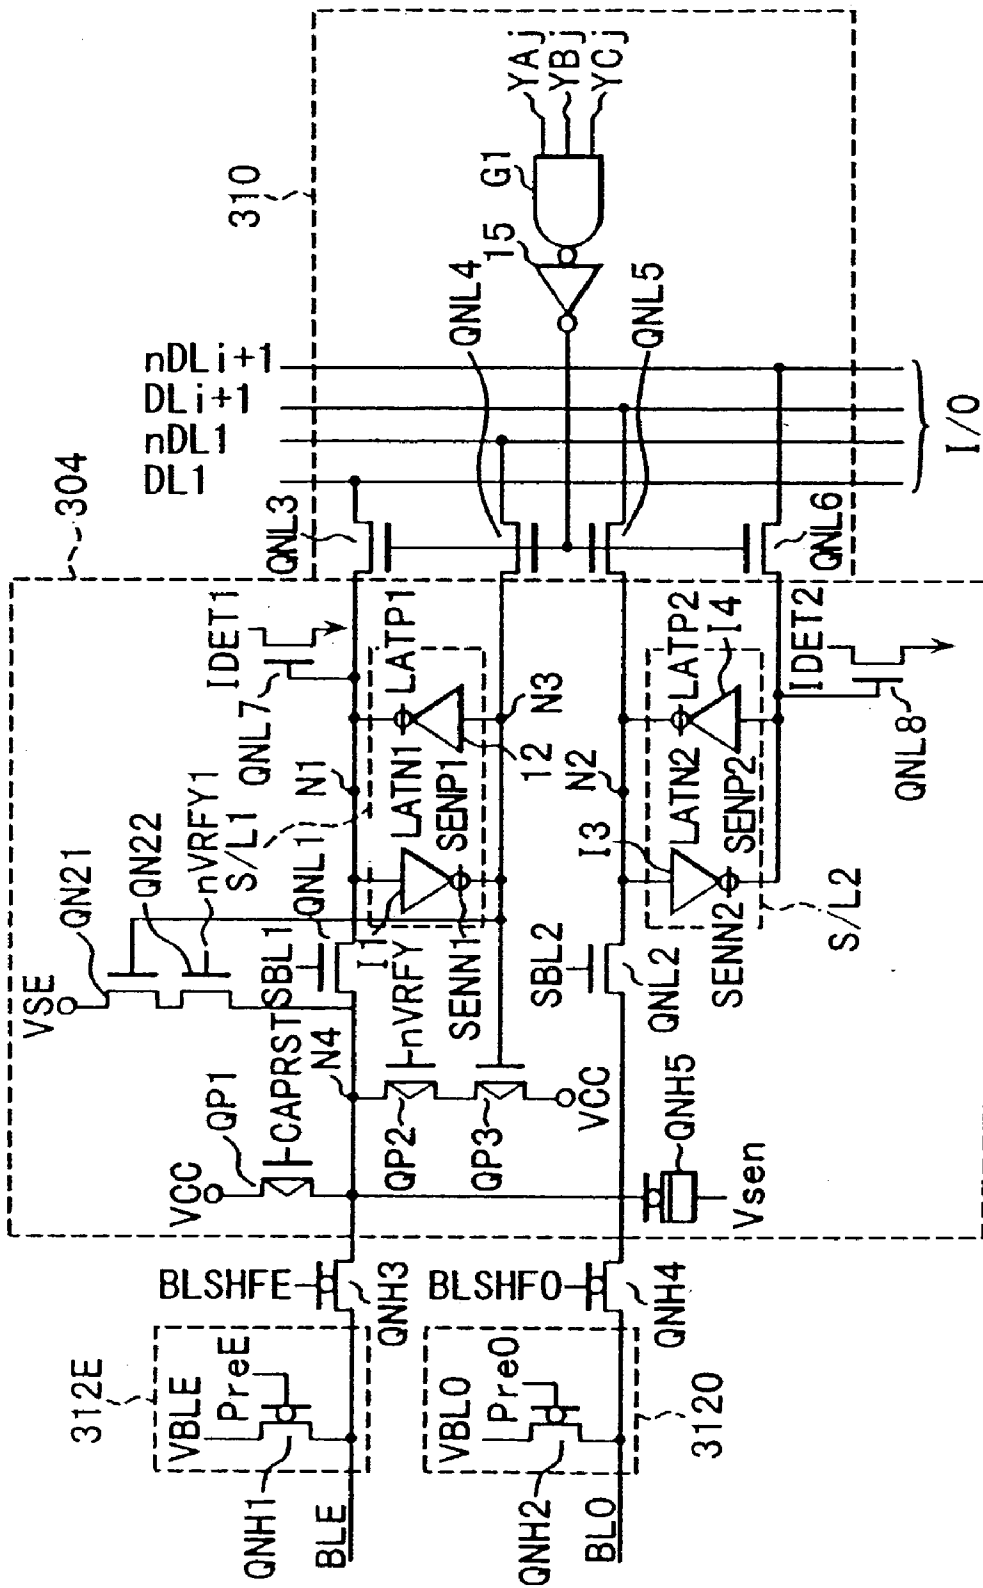 310
YAj
YBj
YCj
G1
15
QNL4
QNL5
nDLi+1
DLi+1
nDL1
DL1
I/O
304
QNL3
QNL6
IDET1
QNL7
LATP1
N1
N3
12
LATN1
SENP1
nVRFY1
S/L1
QN22
QN21
VSE
QNL1
SBL1
I1
SENN1
nVRFY
N4
CAPRST
QP1
VCC
QP2
QP3
VCC
IDET2
QNL8
LATP2
I4
N2
LATN2
SENP2
I3
SENN2
S/L2
SBL2
QNL2
QNH5
Vsen
BLSHFE
QNH3
BLSHFO
QNH4
312E
VBLE
PreE
QNH1
BLE
VBLO
PreO
QNH2
BLO
312O